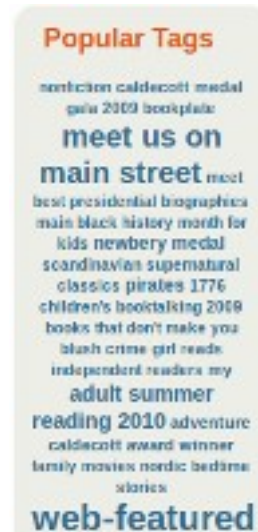 Popular Tags
nonfiction caldecott medal
gala 2009 bookplate
meet us on
main street meet
best presidential biographies
main black history month for
kids newbery medal
scandinavian supernatural
classics pirates 1776
children's booktalking 2009
books that don't make you
blush crime girl reads
independent readers my
adult summer
reading 2010 adventure
caldecott award winner
family movies nordic bedtime
stories
web-featured